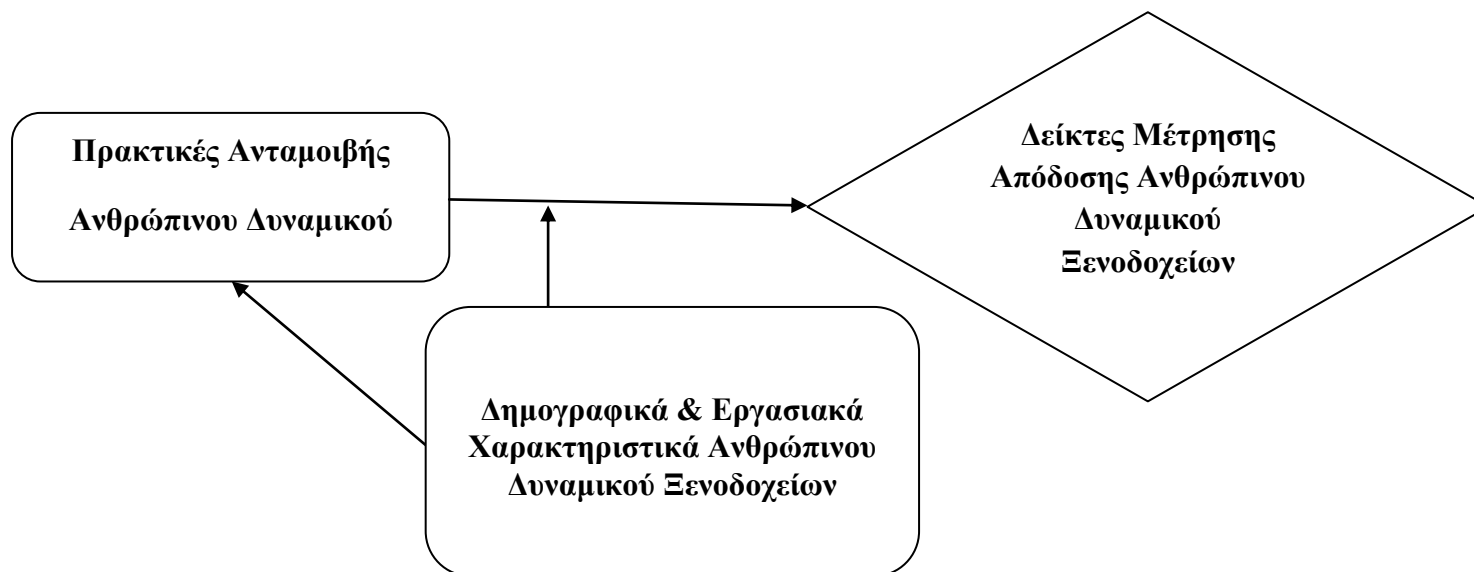 Πρακτικές Ανταμοιβής
Ανθρώπινου Δυναμικού
Δείκτες Μέτρησης
Απόδοσης Ανθρώπινου
Δυναμικού
Ξενοδοχείων
Δημογραφικά & Εργασιακά
Χαρακτηριστικά Ανθρώπινου
Δυναμικού Ξενοδοχείων